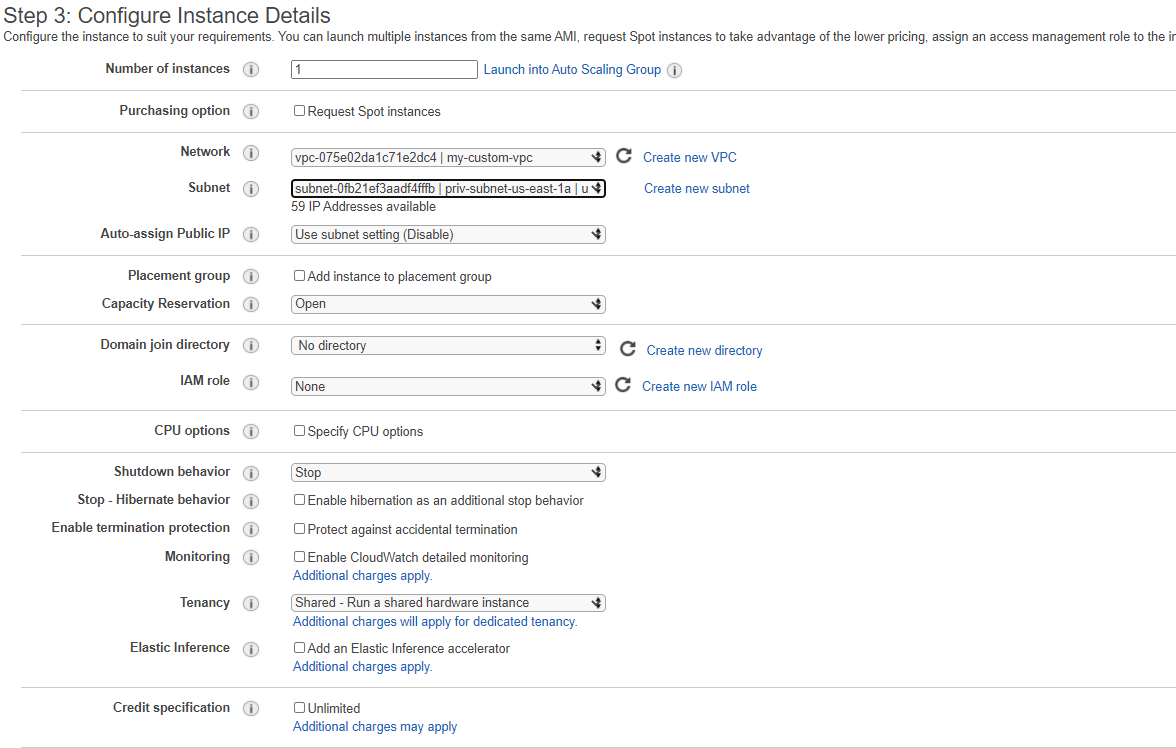 Step 3: Configure Instance Details
Configure the instance to suit your requirements. You can launch multiple instances from the same AMI, request Spot instances to take advantage of the lower pricing, assign an access management role to the
Number of instances 1 Launch into Auto Scaling Group
Purchasing option Request Spot instances
Network vpc-075e02da1c71e2dc4 | my-custom-vpc Create new VPC
Subnet subnet-0fb21ef3aadf4fffb | priv-subnet-us-east-1a | u Create new subnet
59 IP Addresses available
Auto-assign Public IP Use subnet setting (Disable)
Placement group Add instance to placement group
Capacity Reservation Open
Domain join directory No directory Create new directory
IAM role None Create new IAM role
CPU options Specify CPU options
Shutdown behavior Stop
Stop - Hibernate behavior Enable hibernation as an additional stop behavior
Enable termination protection Protect against accidental termination
Monitoring Enable CloudWatch detailed monitoring
Additional charges apply.
Tenancy Shared - Run a shared hardware instance
Additional charges will apply for dedicated tenancy.
Elastic Inference Add an Elastic Inference accelerator
Additional charges apply.
Credit specification Unlimited
Additional charges may apply